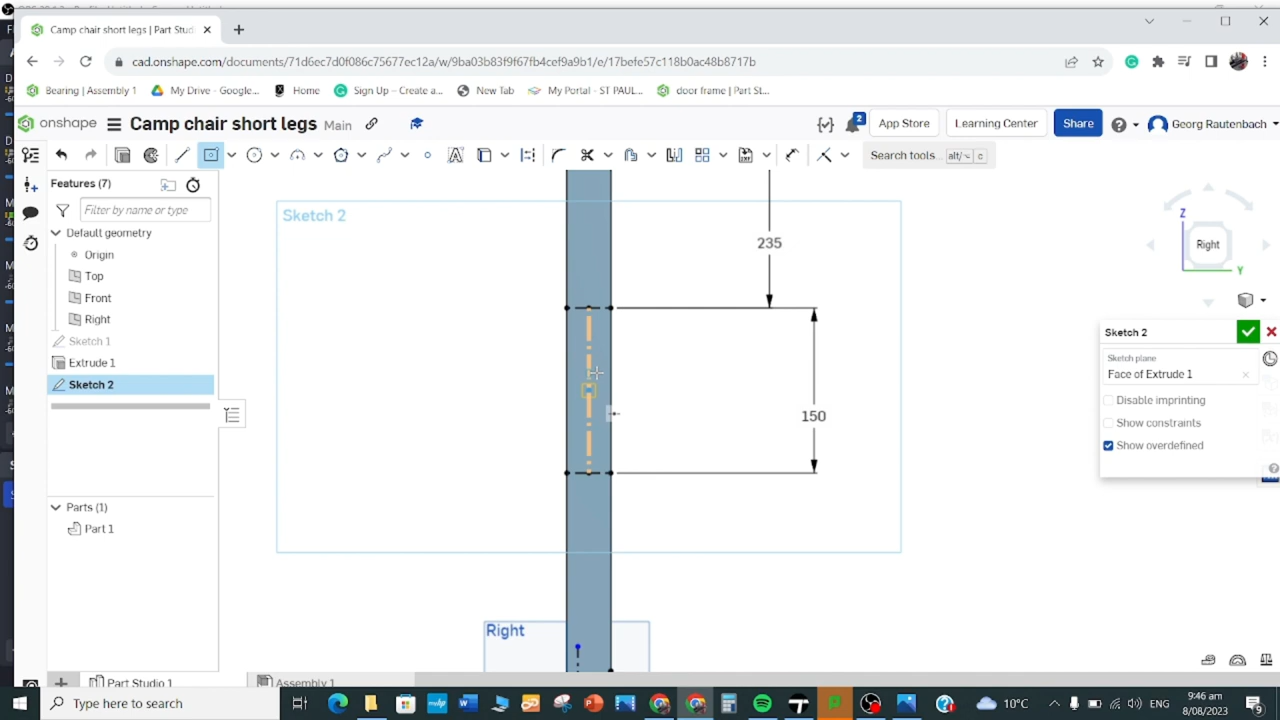 Camp chair short legs | Part Stud
cad.onshape.com/documents/71d6ec7d0f086c75677ec12a/w/9ba03b83f9f67fb4cef9a9b1/e/17befe57c118b0ac48b8717b
Bearing | Assembly 1
My Drive - Google...
Home
Sign Up – Create a...
New Tab
My Portal - ST PAUL...
door frame | Part St...
onshape
Camp chair short legs
Main
2
App Store
Learning Center
Share
Georg Rautenbach
Search tools...
alt/
c
Features (7)
Filter by name or type
Default geometry
Origin
Top
Front
Right
Sketch 1
Extrude 1
Sketch 2
Parts (1)
Part 1
Sketch 2
235
150
Right
Z
Right
Y
Sketch 2
Sketch plane
Face of Extrude 1
Disable imprinting
Show constraints
Show overdefined
Part Studio 1
Assembly 1
Type here to search
10°C
ENG
9:46 am
8/08/2023